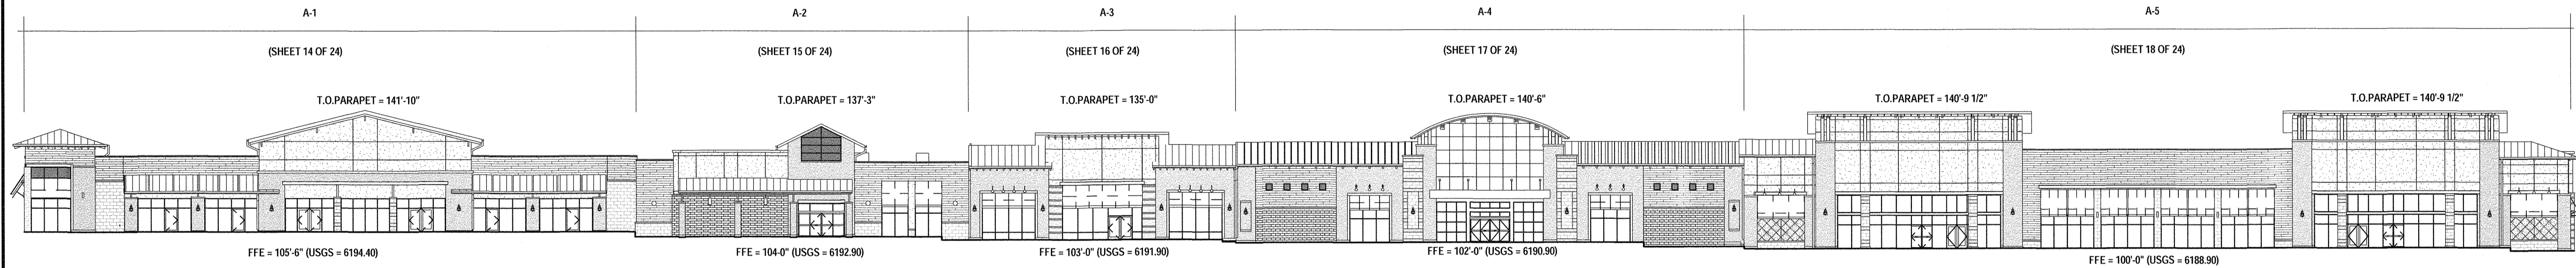 A-1
A-2
A-3
A-4
A-5
(SHEET 14 OF 24)
(SHEET 15 OF 24)
(SHEET 16 OF 24)
(SHEET 17 OF 24)
(SHEET 18 OF 24)
T.O.PARAPET = 141'-10"
T.O.PARAPET = 137'-3"
T.O.PARAPET = 135'-0"
T.O.PARAPET = 140'-6"
T.O.PARAPET = 140'-9 1/2"
T.O.PARAPET = 140'-9 1/2"
FFE = 105'-6" (USGS = 6194.40)
FFE = 104-0" (USGS = 6192.90)
FFE = 103'-0" (USGS = 6191.90)
FFE = 102'-0" (USGS = 6190.90)
FFE = 100'-0" (USGS = 6188.90)